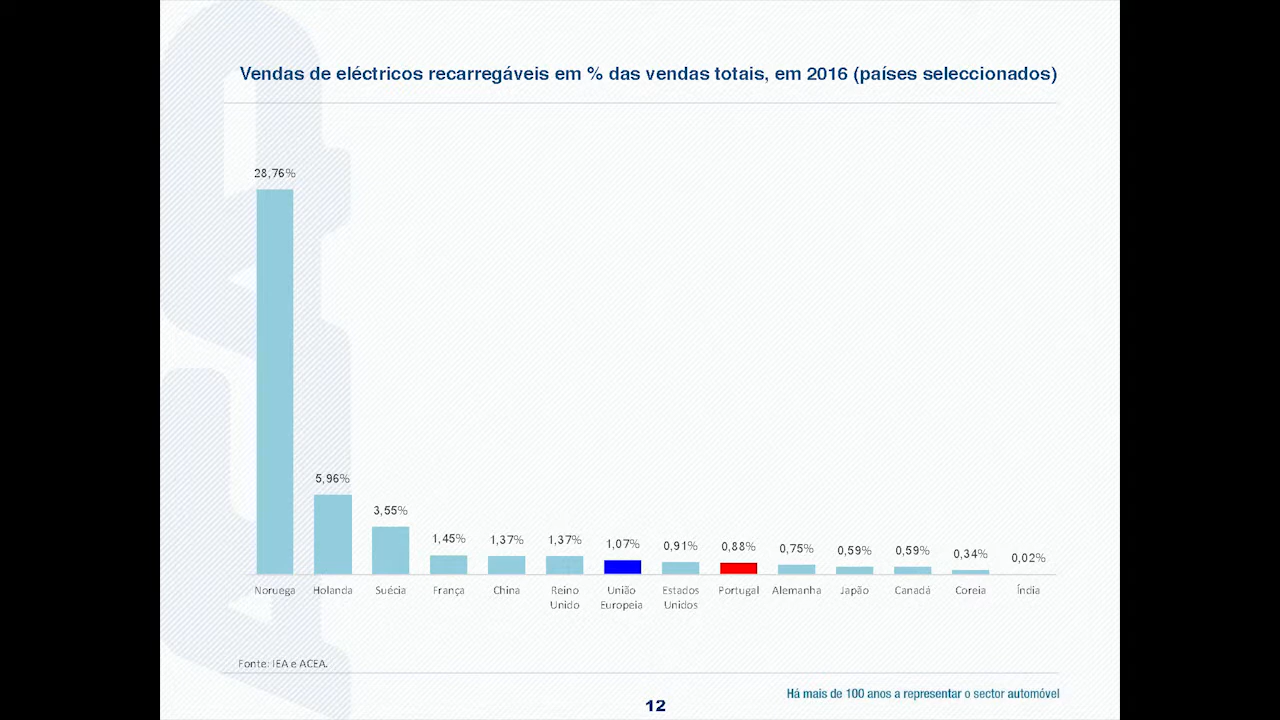 Vendas de eléctricos recarregáveis em % das vendas totais, em 2016 (países seleccionados)
28,76%
5,96%
3,55%
1,45%
1,37%
1,37%
1,07%
0,91%
0,88%
0,75%
0,59%
0,59%
0,34%
0,02%
Noruega
Holanda
Suécia
França
China
Reino
Unido
União
Europeia
Estados
Unidos
Portugal
Alemanha
Japão
Canadá
Coreia
Índia
Fonte: IEA e ACEA.
Há mais de 100 anos a representar o sector automóvel
12